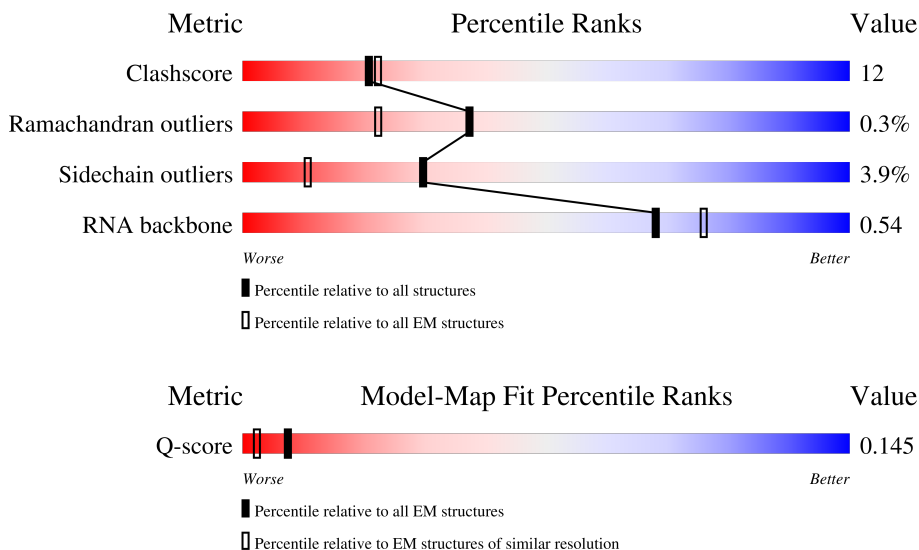 Metric Percentile Ranks Value
Clashscore 12
Ramachandran outliers 0.3%
Sidechain outliers 3.9%
RNA backbone 0.54
Worse Better
Percentile relative to all structures
Percentile relative to all EM structures
Metric Model-Map Fit Percentile Ranks Value
Q-score 0.145
Worse Better
Percentile relative to all EM structures
Percentile relative to EM structures of similar resolution